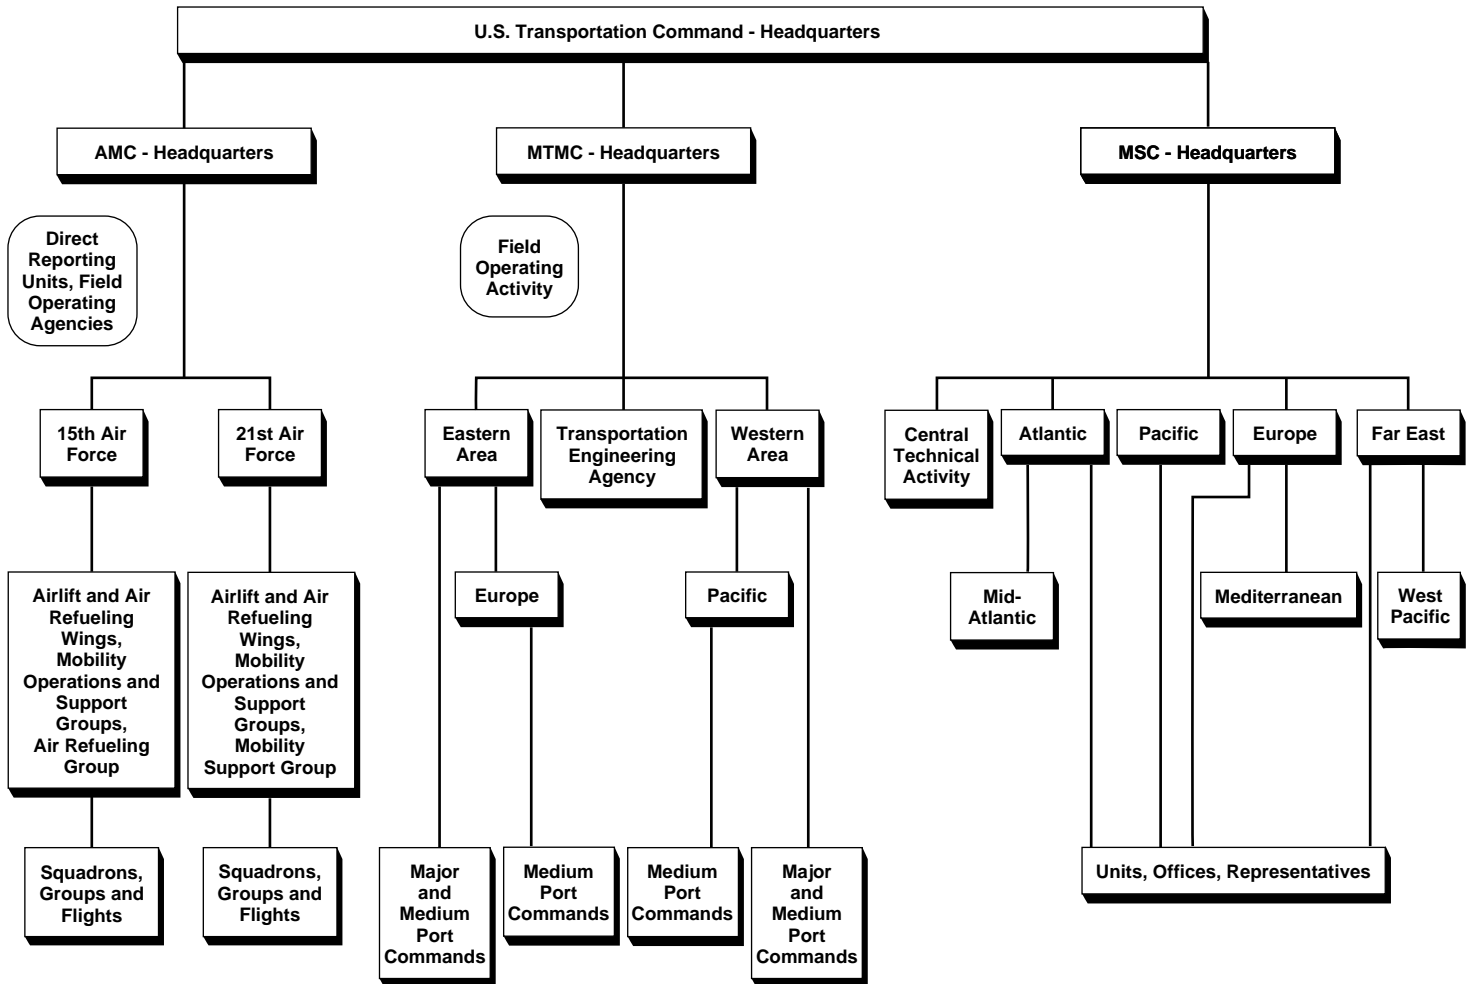 U.S. Transportation Command - Headquarters
AMC - Headquarters
MTMC - Headquarters
MSC - Headquarters
Direct
Reporting
Units, Field
Operating
Agencies
Field
Operating
Activity
15th Air
Force
21st Air
Force
Eastern
Area
Transportation
Engineering
Agency
Western
Area
Central
Technical
Activity
Atlantic
Pacific
Europe
Far East
Airlift and Air
Refueling
Wings,
Mobility
Operations and
Support
Groups,
Air Refueling
Group
Airlift and Air
Refueling
Wings,
Mobility
Operations and
Support
Groups,
Mobility
Support Group
Europe
Pacific
Mid-
Atlantic
Mediterranean
West
Pacific
Squadrons,
Groups and
Flights
Squadrons,
Groups and
Flights
Major
and
Medium
Port
Commands
Medium
Port
Commands
Medium
Port
Commands
Major
and
Medium
Port
Commands
Units, Offices, Representatives